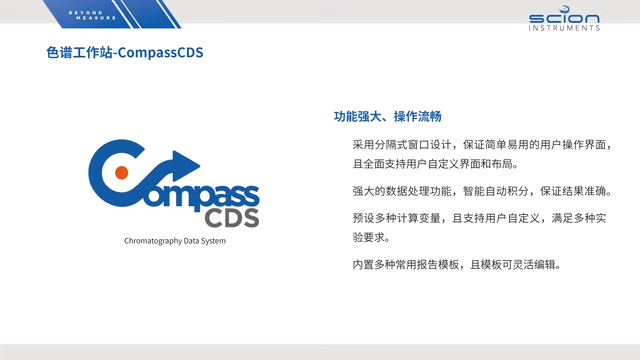 BEYOND
MEASURE
SCION
INSTRUMENTS
色谱工作站-CompassCDS
功能强大、操作流畅
采用分隔式窗口设计，保证简单易用的用户操作界面，
且全面支持用户自定义界面和布局。
强大的数据处理功能，智能自动积分，保证结果准确。
预设多种计算变量，且支持用户自定义，满足多种实
验要求。
内置多种常用报告模板，且模板可灵活编辑。
Compass
CDS
Chromatography Data System